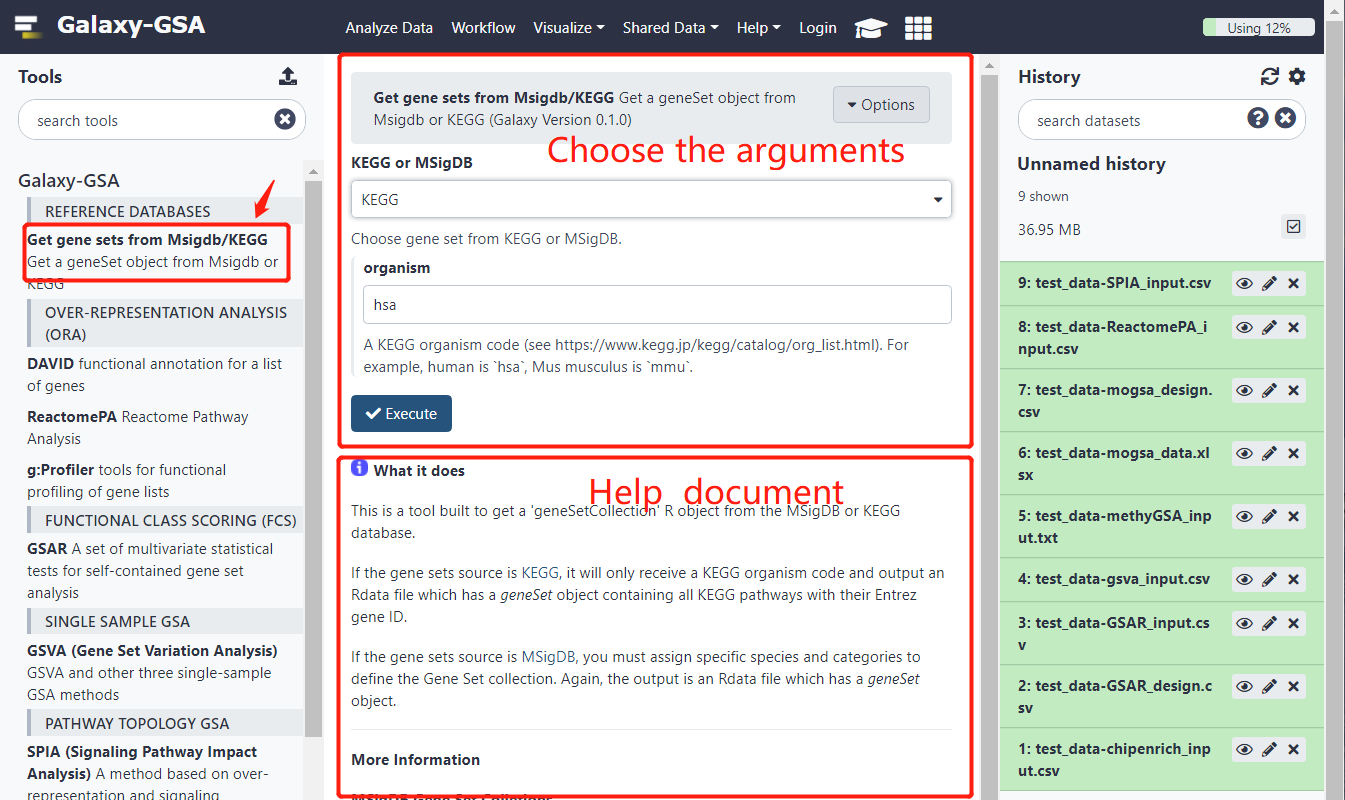 Galaxy-GSA
Analyze Data Workflow Visualize Shared Data Help Login
Using 12%
Tools
search tools
Galaxy-GSA
REFERENCE DATABASES
Get gene sets from Msigdb/KEGG
Get a geneSet object from Msigdb or
KEGG
OVER-REPRESENTATION ANALYSIS
(ORA)
DAVID functional annotation for a list
of genes
ReactomePA Reactome Pathway
Analysis
g:Profiler tools for functional
profiling of gene lists
FUNCTIONAL CLASS SCORING (FCS)
GSAR A set of multivariate statistical
tests for self-contained gene set
analysis
SINGLE SAMPLE GSA
GSVA (Gene Set Variation Analysis)
GSVA and other three single-sample
GSA methods
PATHWAY TOPOLOGY GSA
SPIA (Signaling Pathway Impact
Analysis) A method based on over-
representation and signaling
Get gene sets from Msigdb/KEGG Get a geneSet object from
Msigdb or KEGG (Galaxy Version 0.1.0)
Options
Choose the arguments
KEGG or MSigDB
KEGG
Choose gene set from KEGG or MSigDB.
organism
hsa
A KEGG organism code (see https://www.kegg.jp/kegg/catalog/org_list.html). For
example, human is `hsa`, Mus musculus is `mmu`.
Execute
What it does
Help document
This is a tool built to get a 'geneSetCollection' R object from the MSigDB or KEGG
database.
If the gene sets source is KEGG, it will only receive a KEGG organism code and output an
Rdata file which has a geneSet object containing all KEGG pathways with their Entrez
gene ID.
If the gene sets source is MSigDB, you must assign specific species and categories to
define the Gene Set collection. Again, the output is an Rdata file which has a geneSet
object.
More Information
MSigDB Gene Set Collections
History
search datasets
Unnamed history
9 shown
36.95 MB
9: test_data-SPIA_input.csv
8: test_data-ReactomePA_i
nput.csv
7: test_data-mogsa_design.
csv
6: test_data-mogsa_data.xl
sx
5: test_data-methyGSA_inp
ut.txt
4: test_data-gsva_input.csv
3: test_data-GSAR_input.cs
v
2: test_data-GSAR_design.c
sv
1: test_data-chipenrich_inp
ut.csv